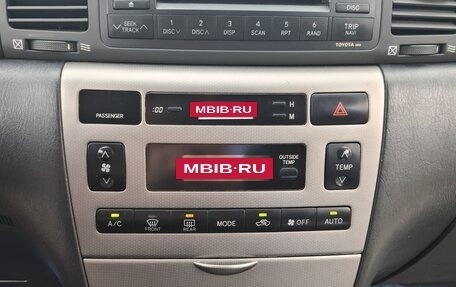 DISC
SEEK TRACK
1 2 3 4 5 6
DISC∨ DISC∧ DISP SCAN RPT RAND
TRIP
NAVI
TOYOTA
PASSENGER
:00
MBIB-RU
H
M
MBIB-RU
OUTSIDE
TEMP
TEMP
A/C FRONT REAR MODE OFF AUTO